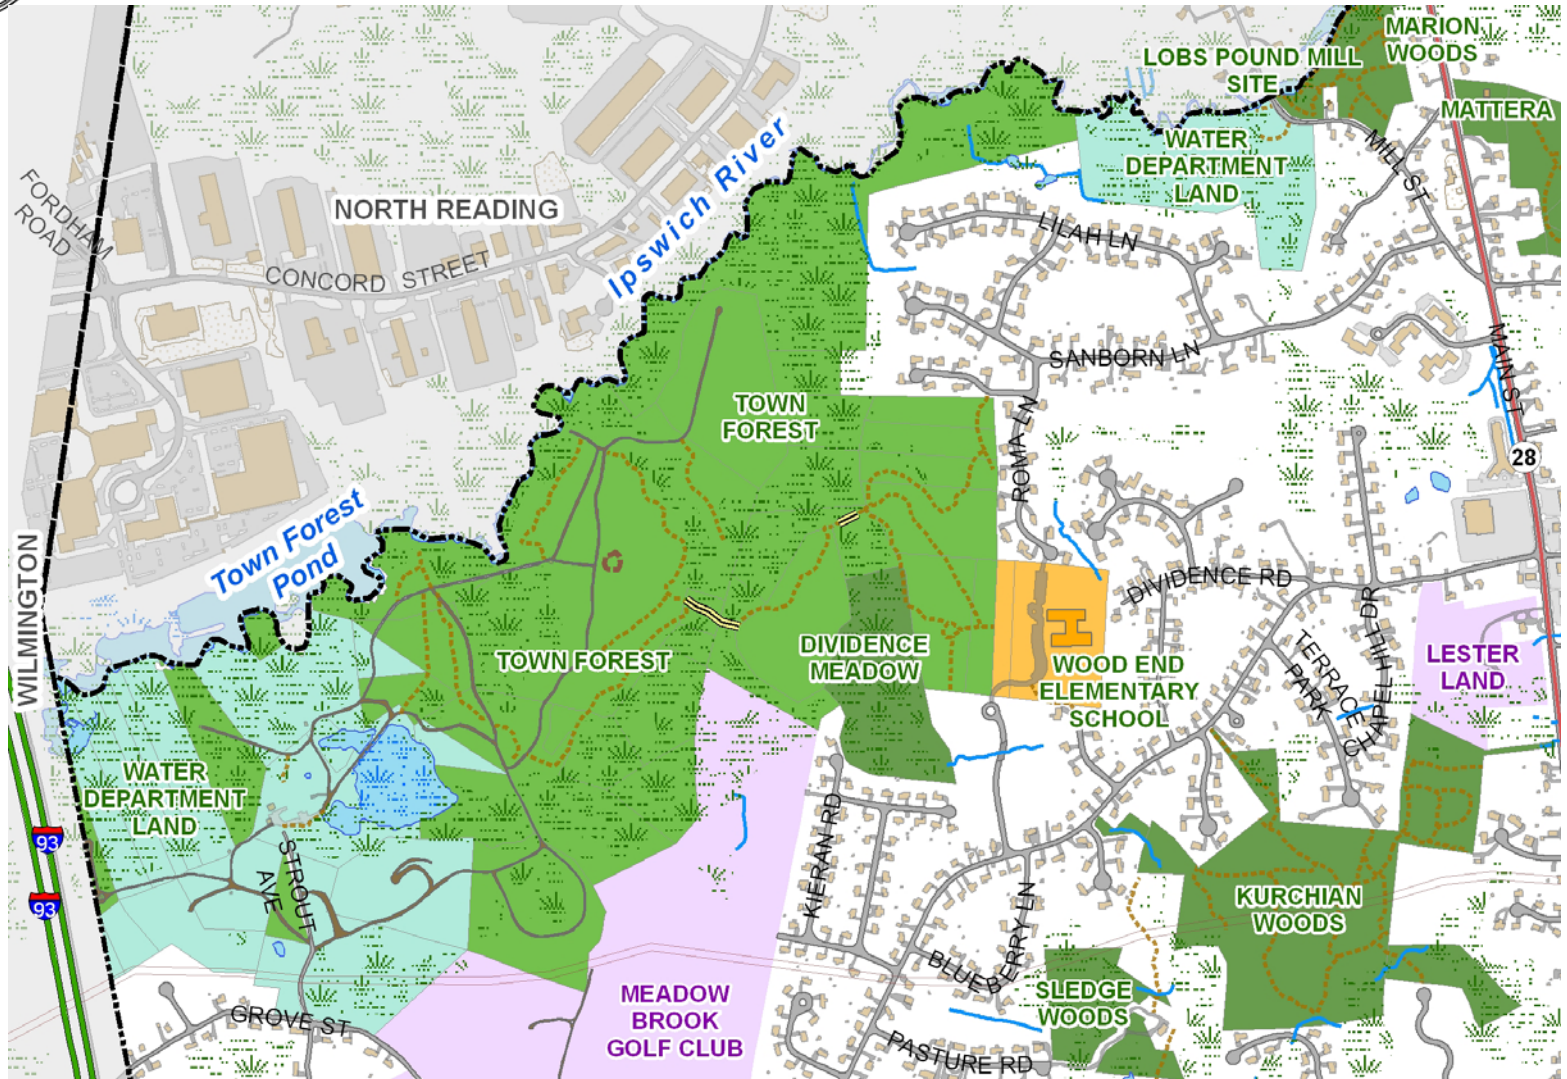 MARION
WOODS
LOBS POUND MILL
SITE
MATTERA
WATER
DEPARTMENT
LAND
MILL ST
FORDHAM
ROAD
NORTH READING
Ipswich River
CONCORD STREET
LILAH LN
SANBORN LN
MAIN ST
28
TOWN
FOREST
ROMA LN
Town Forest
Pond
WILMINGTON
DIVIDENCE RD
DIVIDENCE
MEADOW
TOWN FOREST
WOOD END
ELEMENTARY
SCHOOL
TERRACE
PARK
CHAPEL HILL DR
LESTER
LAND
WATER
DEPARTMENT
LAND
93
93
STROUT
AVE
KIERAN RD
KURCHIAN
WOODS
BLUEBERRY LN
SLEDGE
WOODS
MEADOW
BROOK
GOLF CLUB
GROVE ST
PASTURE RD